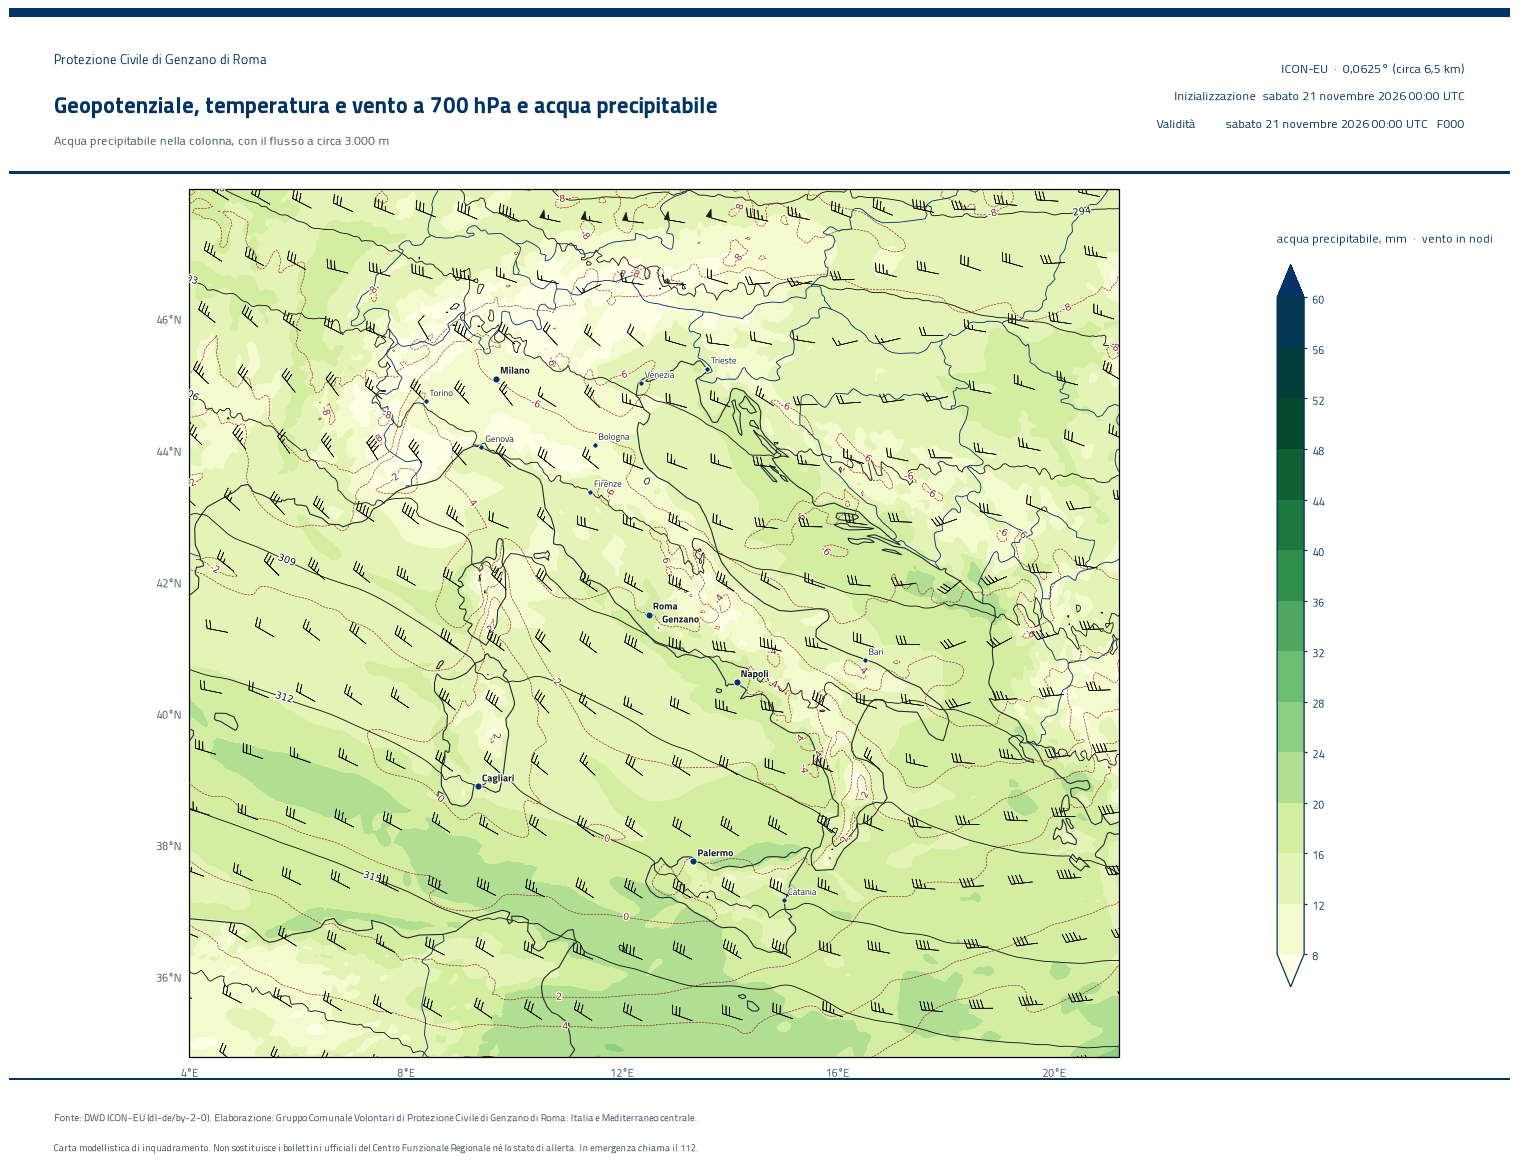 Protezione Civile di Genzano di Roma
Geopotenziale, temperatura e vento a 700 hPa e acqua precipitabile
Acqua precipitabile nella colonna, con il flusso a circa 3.000 m
ICON-EU · 0,0625° (circa 6,5 km)
Inizializzazione sabato 21 novembre 2026 00:00 UTC
Validità sabato 21 novembre 2026 00:00 UTC F000
acqua precipitabile, mm · vento in nodi
60
56
52
48
44
40
36
32
28
24
20
16
12
8
46°N
44°N
42°N
40°N
38°N
36°N
4°E
8°E
12°E
16°E
20°E
294
309
312
315
Milano
Torino
Venezia
Trieste
Genova
Bologna
Firenze
Roma
Genzano
Napoli
Bari
Cagliari
Palermo
Catania
Fonte: DWD ICON-EU (dl-de/by-2-0). Elaborazione: Gruppo Comunale Volontari di Protezione Civile di Genzano di Roma. Italia e Mediterraneo centrale.
Carta modellistica di inquadramento. Non sostituisce i bollettini ufficiali del Centro Funzionale Regionale né lo stato di allerta. In emergenza chiama il 112.